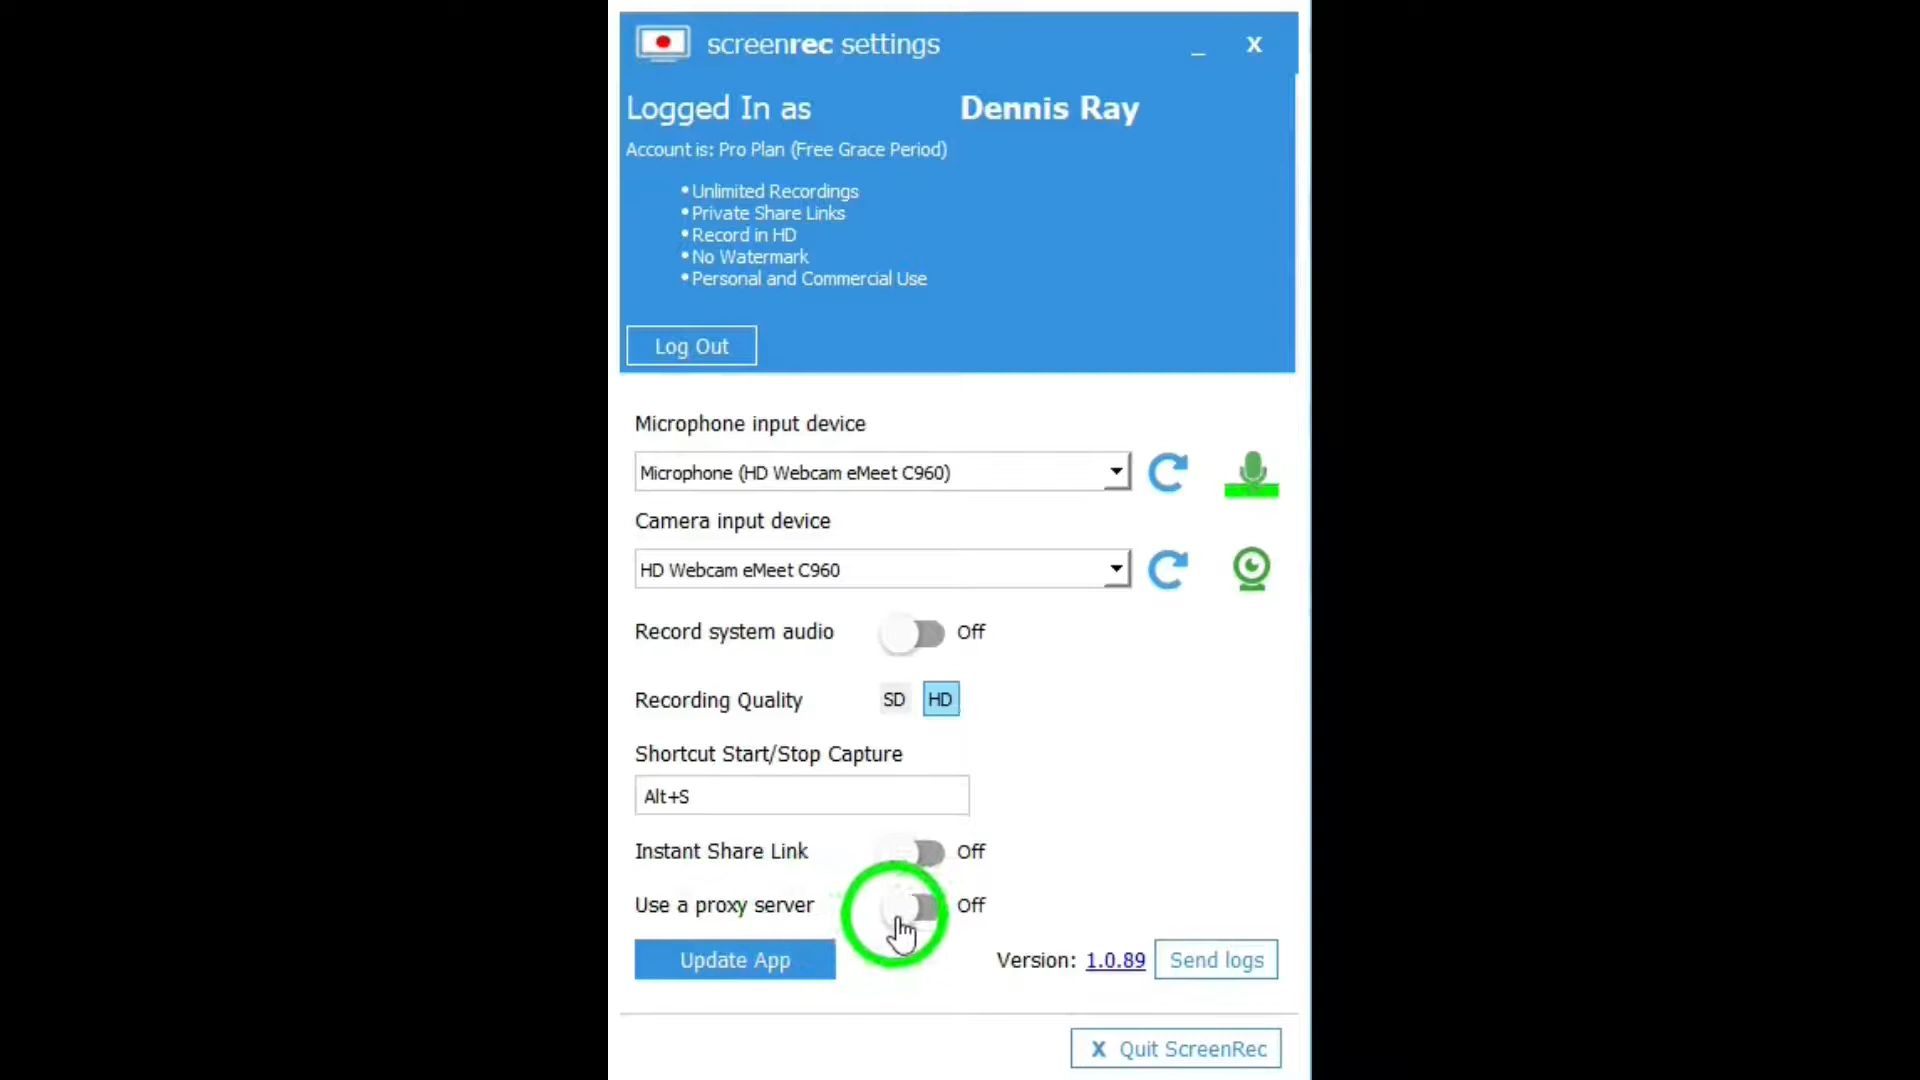 screenrec settings _ X
Logged In as Dennis Ray
Account is: Pro Plan (Free Grace Period)
• Unlimited Recordings
• Private Share Links
• Record in HD
• No Watermark
• Personal and Commercial Use
Log Out
Microphone input device
Microphone (HD Webcam eMeet C960)
Camera input device
HD Webcam eMeet C960
Record system audio Off
Recording Quality SD HD
Shortcut Start/Stop Capture
Alt+S
Instant Share Link Off
Use a proxy server Off
Update App Version: 1.0.89 Send logs
X Quit ScreenRec